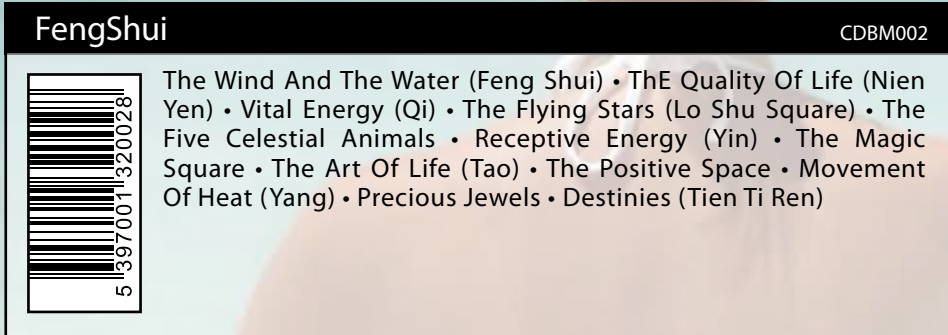 FengShui
CDBM002
The Wind And The Water (Feng Shui) • ThE Quality Of Life (Nien
Yen) • Vital Energy (Qi) • The Flying Stars (Lo Shu Square) • The
Five Celestial Animals • Receptive Energy (Yin) • The Magic
Square • The Art Of Life (Tao) • The Positive Space • Movement
Of Heat (Yang) • Precious Jewels • Destinies (Tien Ti Ren)
5 397001 320028